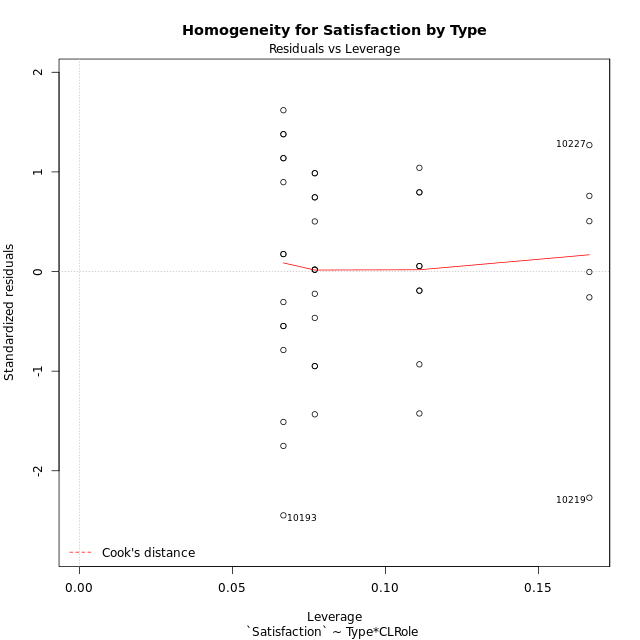 Homogeneity for Satisfaction by Type
Residuals vs Leverage
2
1
0
-1
-2
Standardized residuals
10227
10219
10193
Cook's distance
0.00 0.05 0.10 0.15
Leverage
`Satisfaction` ~ Type*CLRole